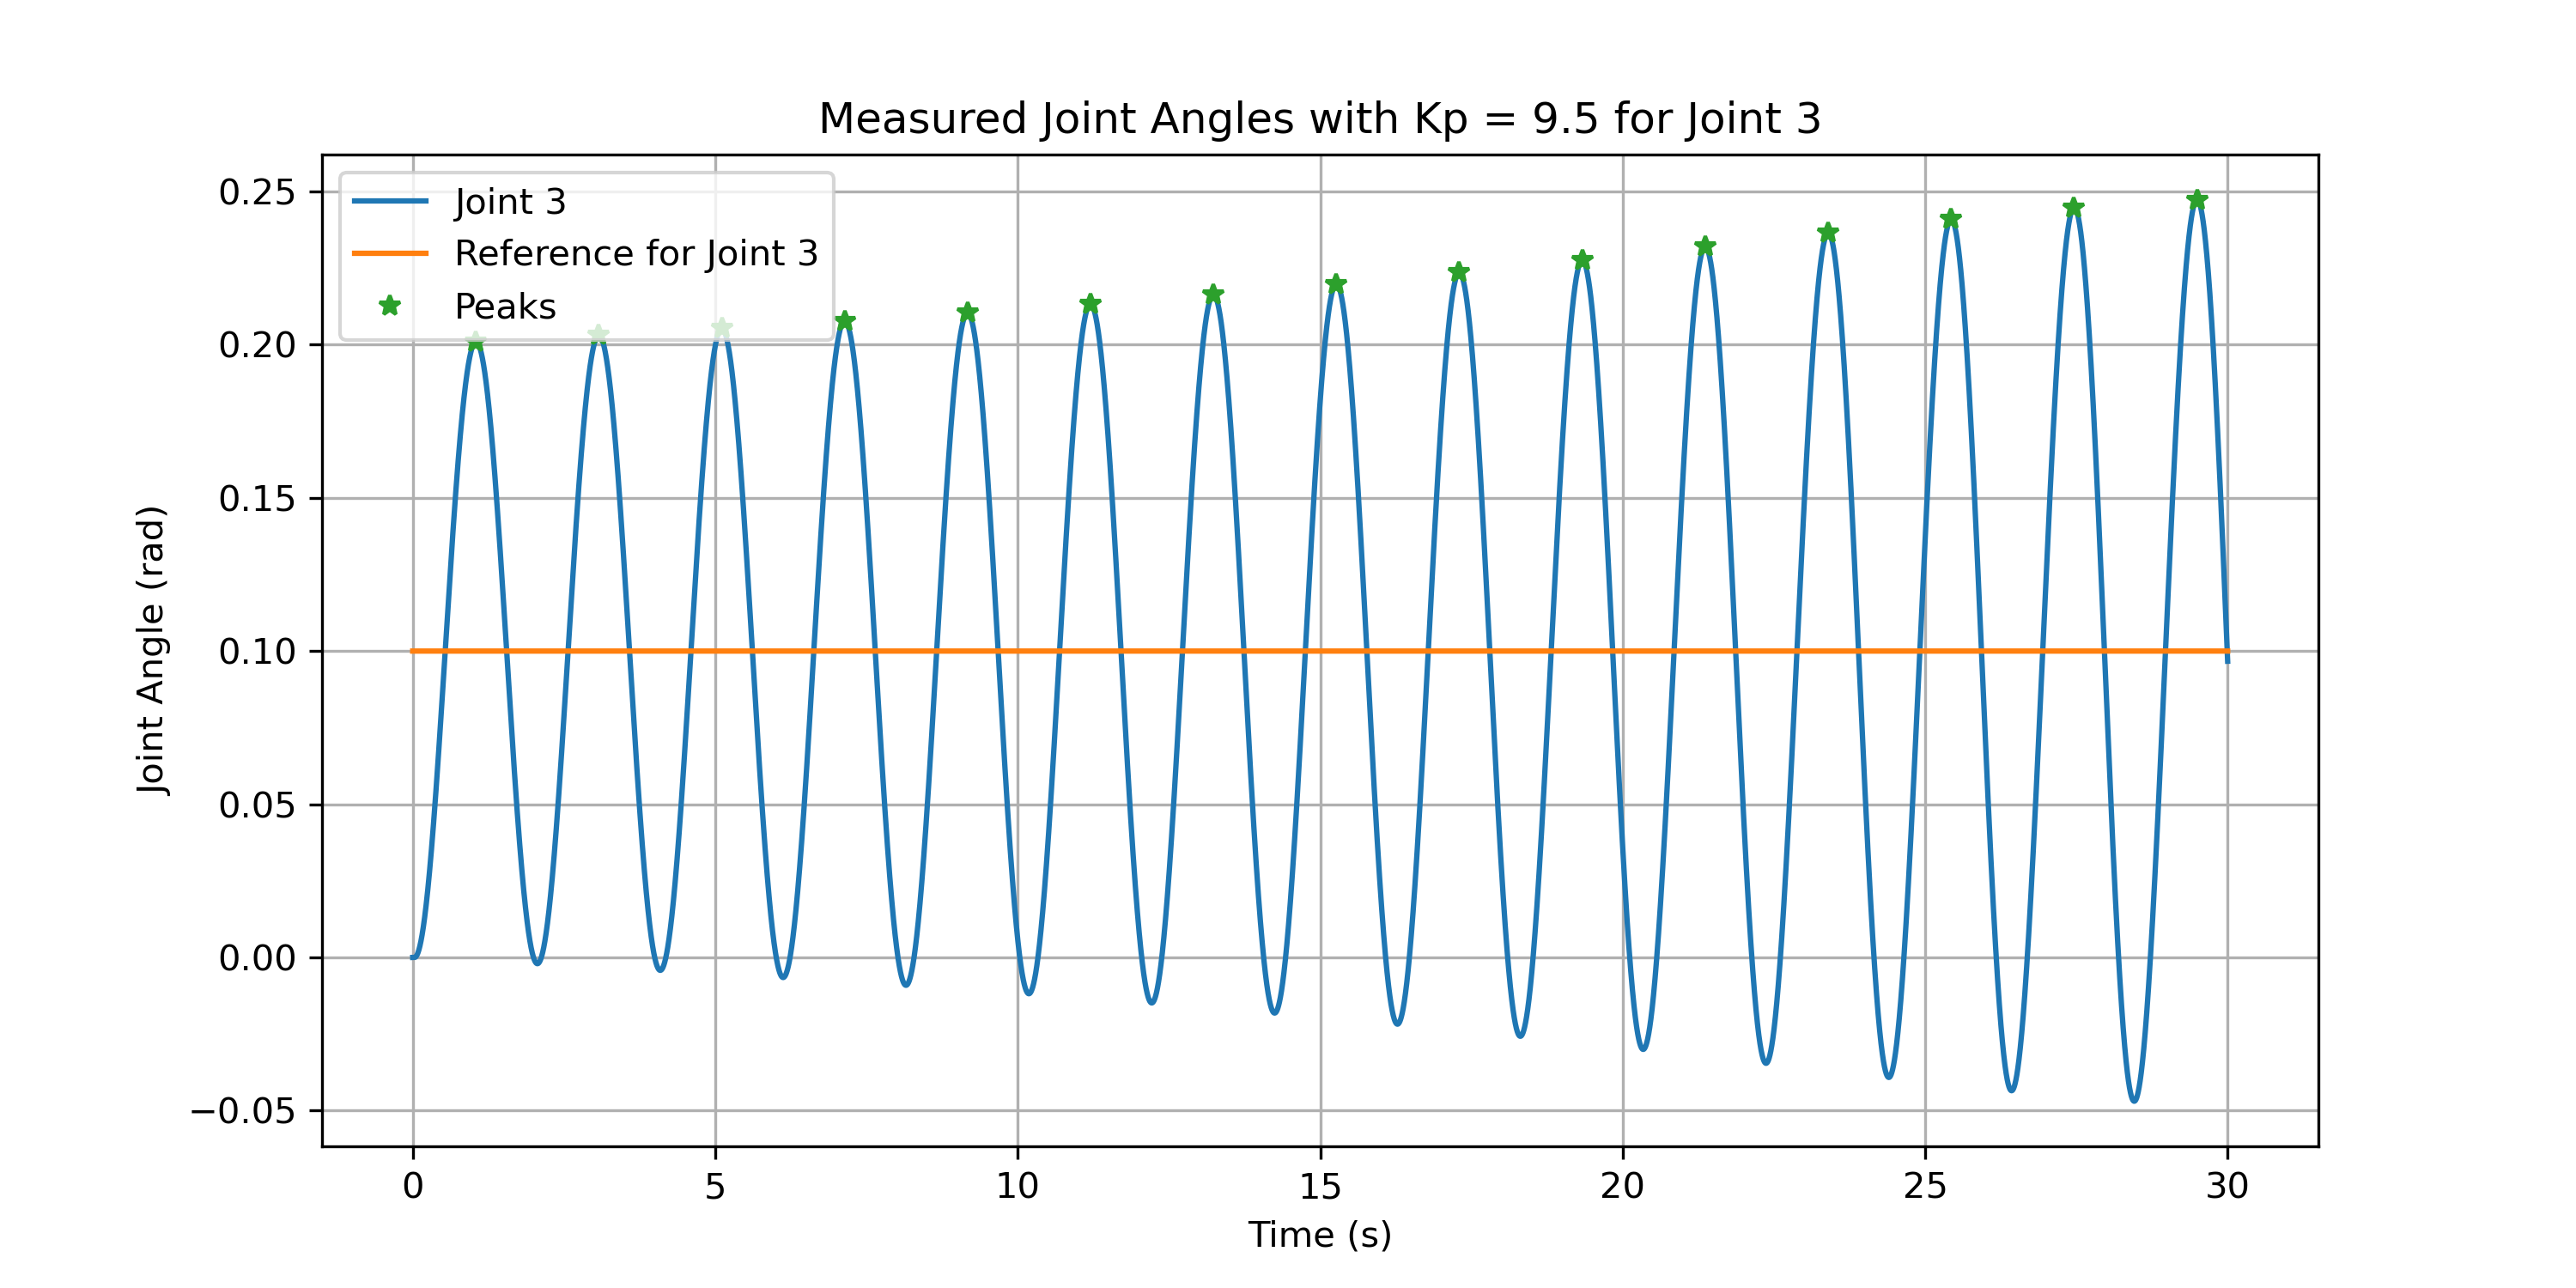 Measured Joint Angles with Kp = 9.5 for Joint 3
Joint 3
Reference for Joint 3
Peaks
Joint Angle (rad)
0.25
0.20
0.15
0.10
0.05
0.00
−0.05
0 5 10 15 20 25 30
Time (s)